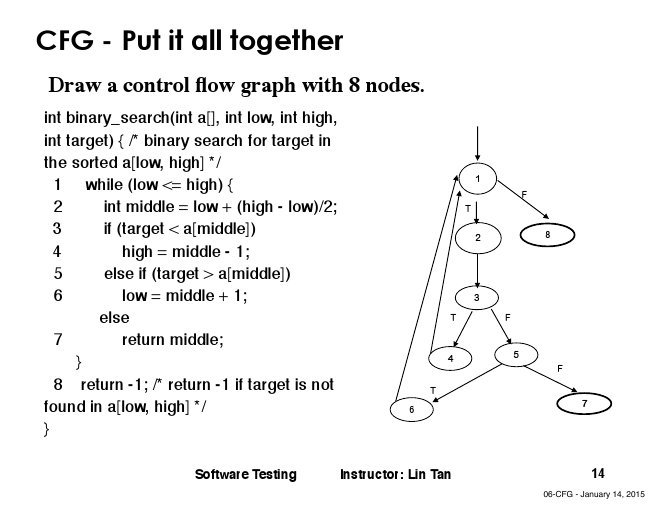 CFG - Put it all together
Draw a control flow graph with 8 nodes.
int binary_search(int a[], int low, int high,
int target) { /* binary search for target in
the sorted a[low, high] */
1 while (low <= high) {
2 int middle = low + (high - low)/2;
3 if (target < a[middle])
4 high = middle - 1;
5 else if (target > a[middle])
6 low = middle + 1;
else
7 return middle;
}
8 return -1; /* return -1 if target is not
found in a[low, high] */
}
1
F
T
8
2
3
T F
4
5
F
T
6
7
Software Testing Instructor: Lin Tan 14
06-CFG - January 14, 2015